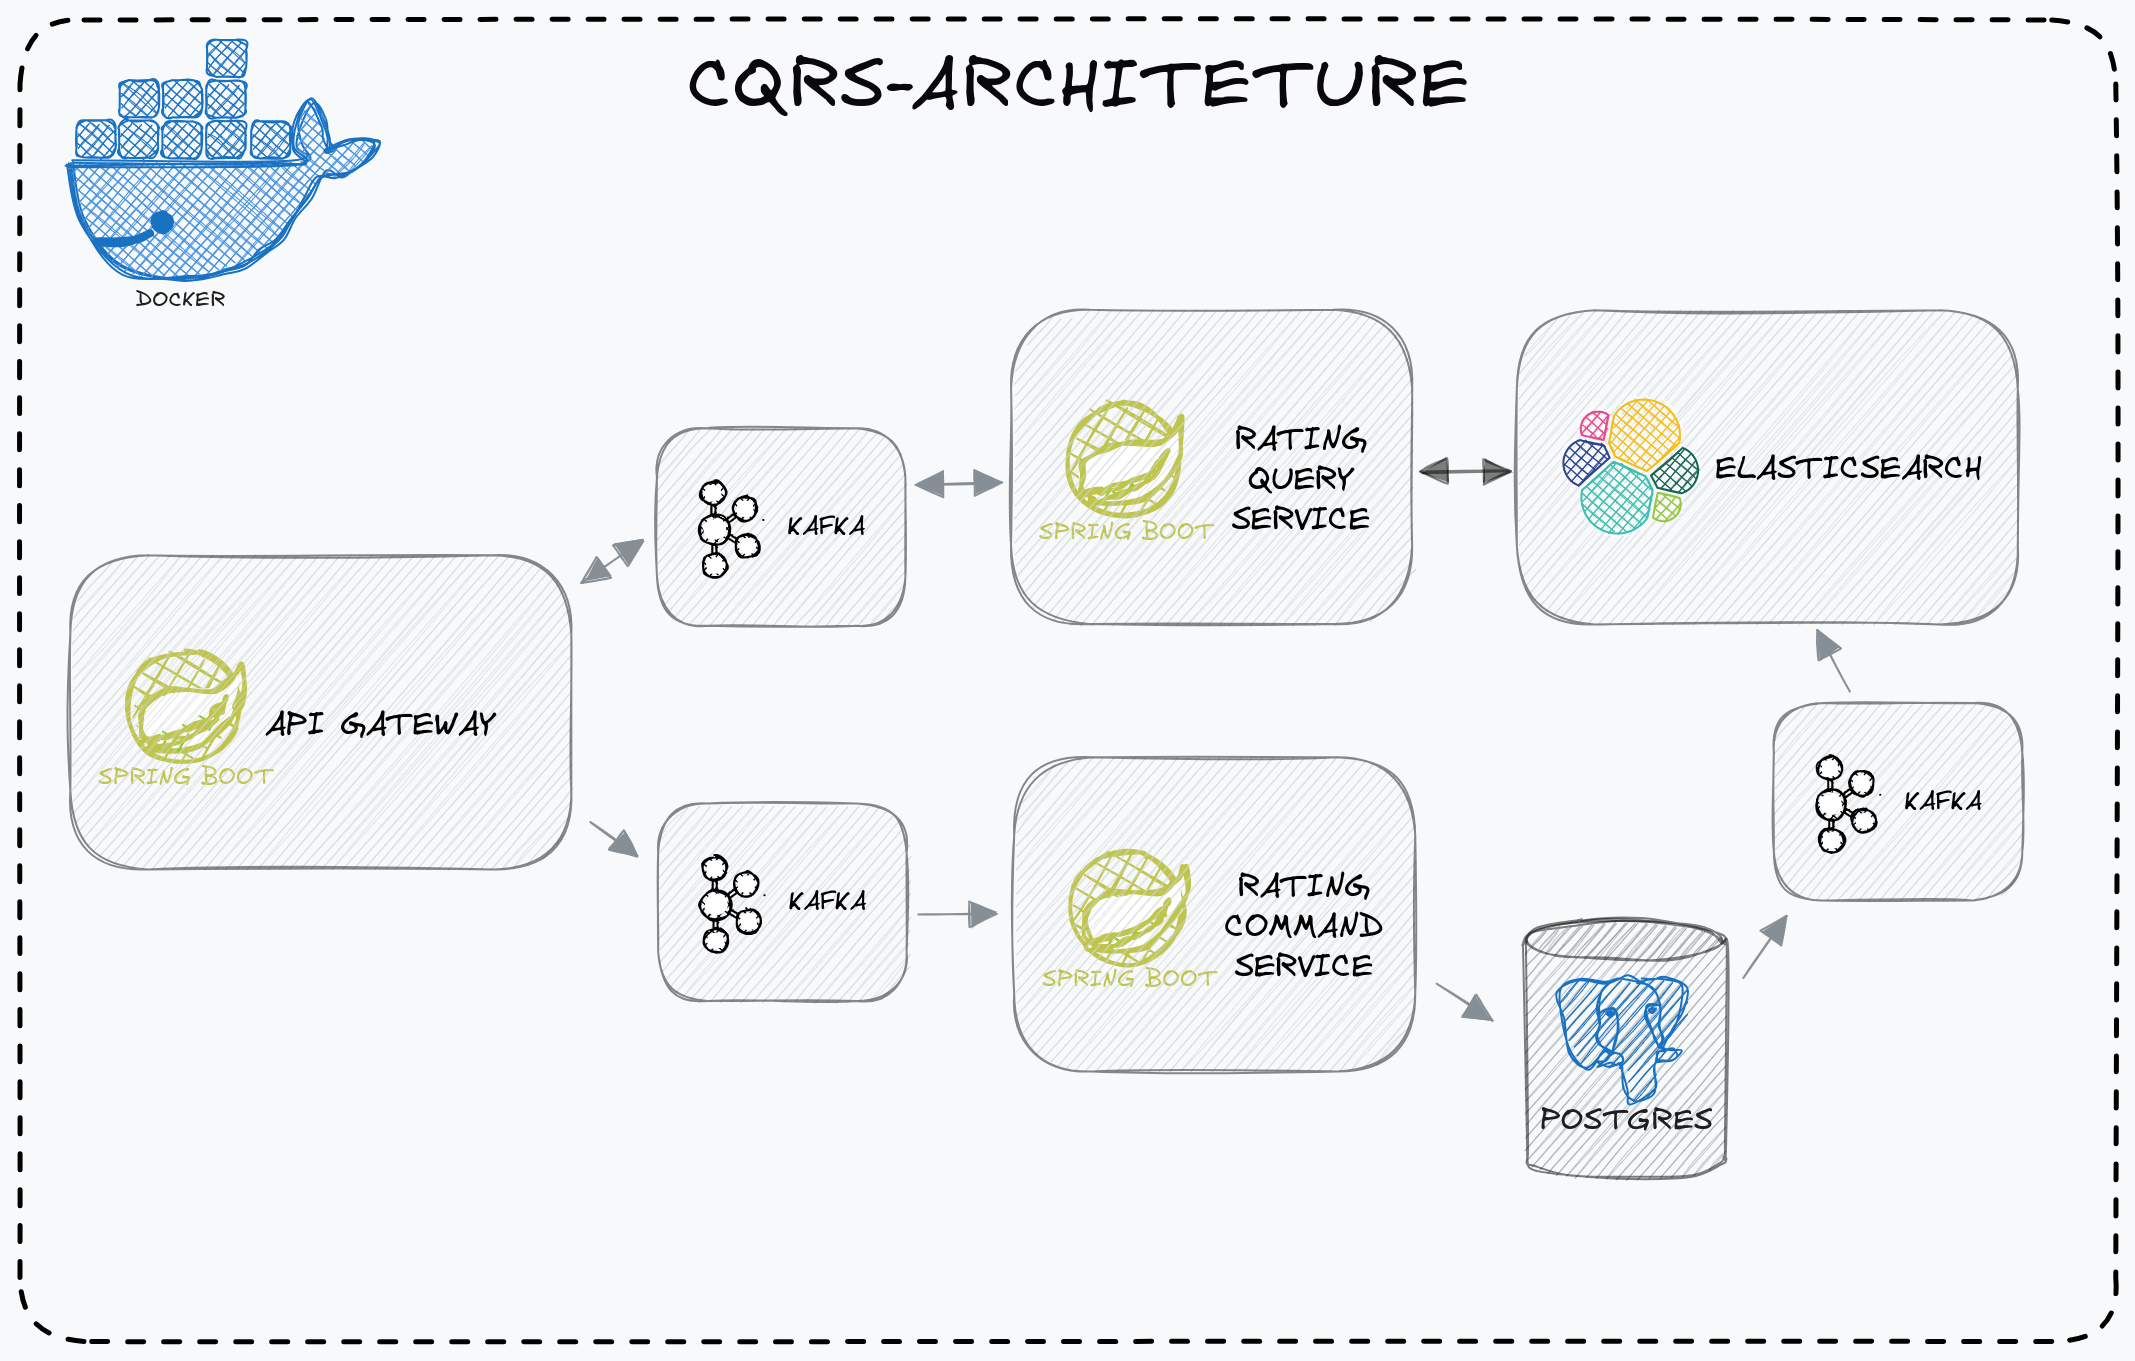 CQRS-ARCHITETURE
DOCKER
RATING
QUERY
SERVICE
SPRING BOOT
ELASTICSEARCH
KAFKA
API GATEWAY
SPRING BOOT
KAFKA
RATING
COMMAND
SERVICE
SPRING BOOT
KAFKA
POSTGRES